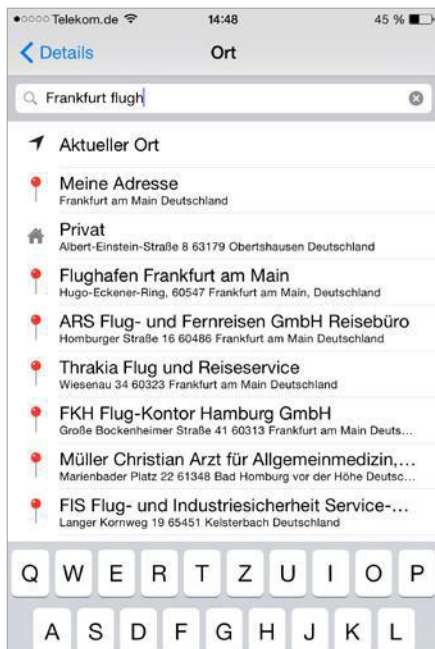 Telekom.de 14:48 45 %
Details Ort
Frankfurt flugh
Aktueller Ort
Meine Adresse
Frankfurt am Main Deutschland
Privat
Albert-Einstein-Straße 8 63179 Obertshausen Deutschland
Flughafen Frankfurt am Main
Hugo-Eckener-Ring, 60547 Frankfurt am Main, Deutschland
ARS Flug- und Fernreisen GmbH Reisebüro
Homburger Straße 16 60486 Frankfurt am Main Deutschland
Thrakia Flug und Reiseservice
Wiesenau 34 60323 Frankfurt am Main Deutschland
FKH Flug-Kontor Hamburg GmbH
Große Bockenheimer Straße 41 60313 Frankfurt am Main Deuts...
Müller Christian Arzt für Allgemeinmedizin,...
Marienbader Platz 22 61348 Bad Homburg vor der Höhe Deutsc...
FIS Flug- und Industriesicherheit Service-...
Langer Kornweg 19 65451 Kelsterbach Deutschland
Q W E R T Z U I O P
A S D F G H J K L